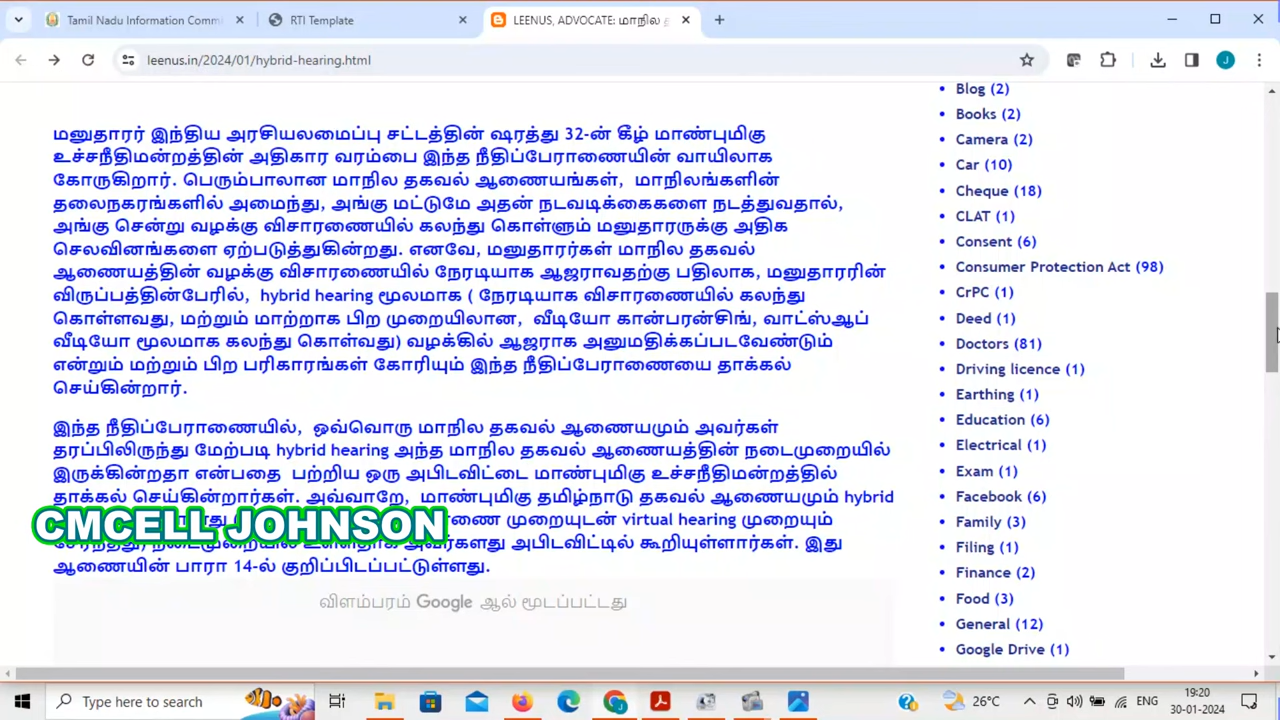 Tamil Nadu Information Comm
RTI Template
LEENUS, ADVOCATE: மாநில த
leenus.in/2024/01/hybrid-hearing.html
J
மனுதாரர் இந்திய அரசியலமைப்பு சட்டத்தின் ஷரத்து 32-ன் கீழ் மாண்புமிகு
உச்சநீதிமன்றத்தின் அதிகார வரம்பை இந்த நீதிப்பேராணையின் வாயிலாக
கோருகிறார். பெரும்பாலான மாநில தகவல் ஆணையங்கள், மாநிலங்களின்
தலைநகரங்களில் அமைந்து, அங்கு மட்டுமே அதன் நடவடிக்கைகளை நடத்துவதால்,
அங்கு சென்று வழக்கு விசாரணையில் கலந்து கொள்ளும் மனுதாரருக்கு அதிக
செலவினங்களை ஏற்படுத்துகின்றது. எனவே, மனுதாரர்கள் மாநில தகவல்
ஆணையத்தின் வழக்கு விசாரணையில் நேரடியாக ஆஜராவதற்கு பதிலாக, மனுதாரரின்
விருப்பத்தின்பேரில், hybrid hearing மூலமாக ( நேரடியாக விசாரணையில் கலந்து
கொள்ளவது, மற்றும் மாற்றாக பிற முறையிலான, வீடியோ கான்பரன்சிங், வாட்ஸ்ஆப்
வீடியோ மூலமாக கலந்து கொள்வது) வழக்கில் ஆஜராக அனுமதிக்கப்படவேண்டும்
என்றும் மற்றும் பிற பரிகாரங்கள் கோரியும் இந்த நீதிப்பேராணையை தாக்கல்
செய்கின்றார்.
இந்த நீதிப்பேராணையில், ஒவ்வொரு மாநில தகவல் ஆணையமும் அவர்கள்
தரப்பிலிருந்து மேற்படி hybrid hearing அந்த மாநில தகவல் ஆணையத்தின் நடைமுறையில்
இருக்கின்றதா என்பதை பற்றிய ஒரு அபிடவிட்டை மாண்புமிகு உச்சநீதிமன்றத்தில்
தாக்கல் செய்கின்றார்கள். அவ்வாறே, மாண்புமிகு தமிழ்நாடு தகவல் ஆணையமும் hybrid
முறையுடன் virtual hearing முறையும்
அவர்களது அபிடவிட்டில் கூறியுள்ளார்கள். இது
ஆணையின் பாரா 14-ல் குறிப்பிடப்பட்டுள்ளது.
CMCELL JOHNSON
விளம்பரம் Google ஆல் மூடப்பட்டது
Blog (2)
Books (2)
Camera (2)
Car (10)
Cheque (18)
CLAT (1)
Consent (6)
Consumer Protection Act (98)
CrPC (1)
Deed (1)
Doctors (81)
Driving licence (1)
Earthing (1)
Education (6)
Electrical (1)
Exam (1)
Facebook (6)
Family (3)
Filing (1)
Finance (2)
Food (3)
General (12)
Google Drive (1)
Type here to search
26°C
ENG
19:20
30-01-2024